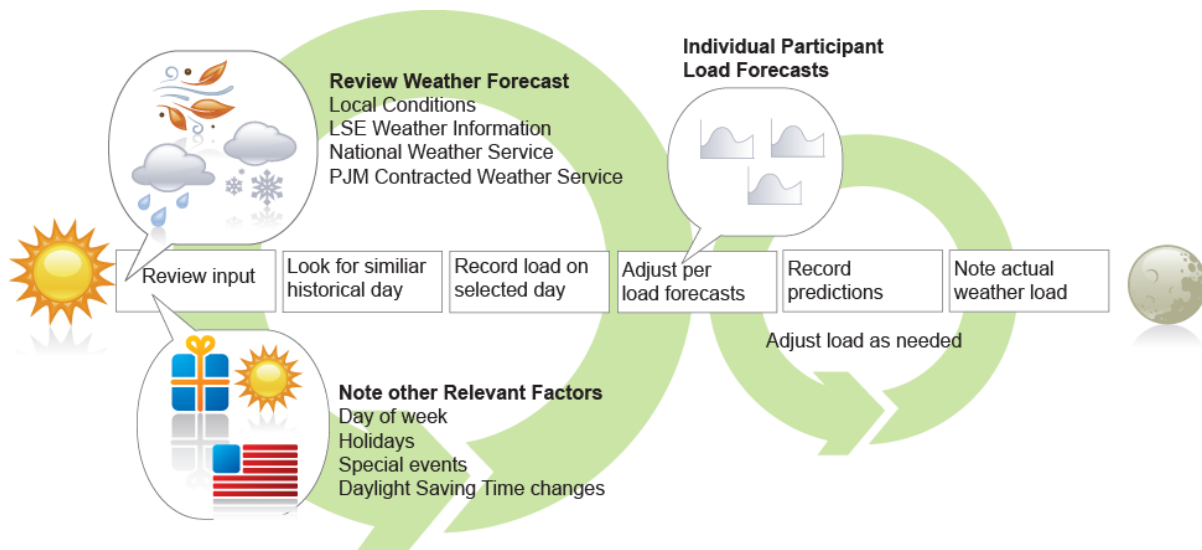 Individual Participant
Load Forecasts
Review Weather Forecast
Local Conditions
LSE Weather Information
National Weather Service
PJM Contracted Weather Service
Review input
Look for similiar
historical day
Record load on
selected day
Adjust per
load forecasts
Record
predictions
Note actual
weather load
Adjust load as needed
Note other Relevant Factors
Day of week
Holidays
Special events
Daylight Saving Time changes